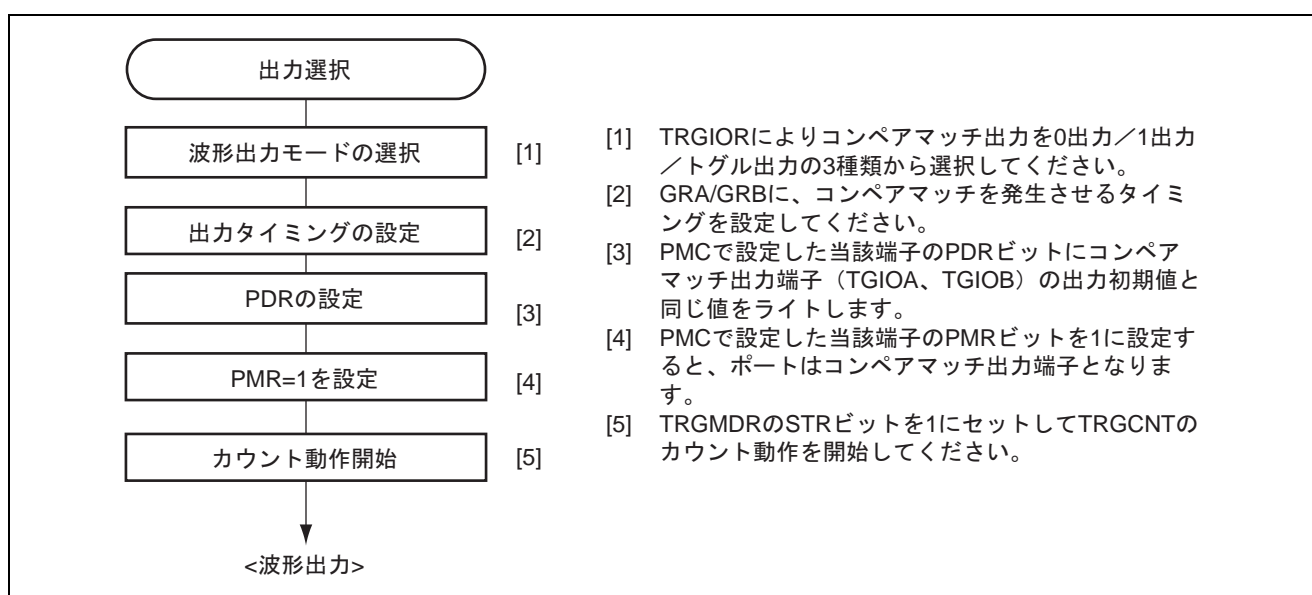 出力選択
波形出力モードの選択 [1]
出力タイミングの設定 [2]
PDRの設定 [3]
PMR=1を設定 [4]
カウント動作開始 [5]
<波形出力>
[1] TRGIORによりコンペアマッチ出力を0出力／1出力
／トグル出力の3種類から選択してください。
[2] GRA/GRBに、コンペアマッチを発生させるタイミ
ングを設定してください。
[3] PMCで設定した当該端子のPDRビットにコンペア
マッチ出力端子（TGIOA、TGIOB）の出力初期値と
同じ値をライトします。
[4] PMCで設定した当該端子のPMRビットを1に設定す
ると、ポートはコンペアマッチ出力端子となりま
す。
[5] TRGMDRのSTRビットを1にセットしてTRGCNTの
カウント動作を開始してください。